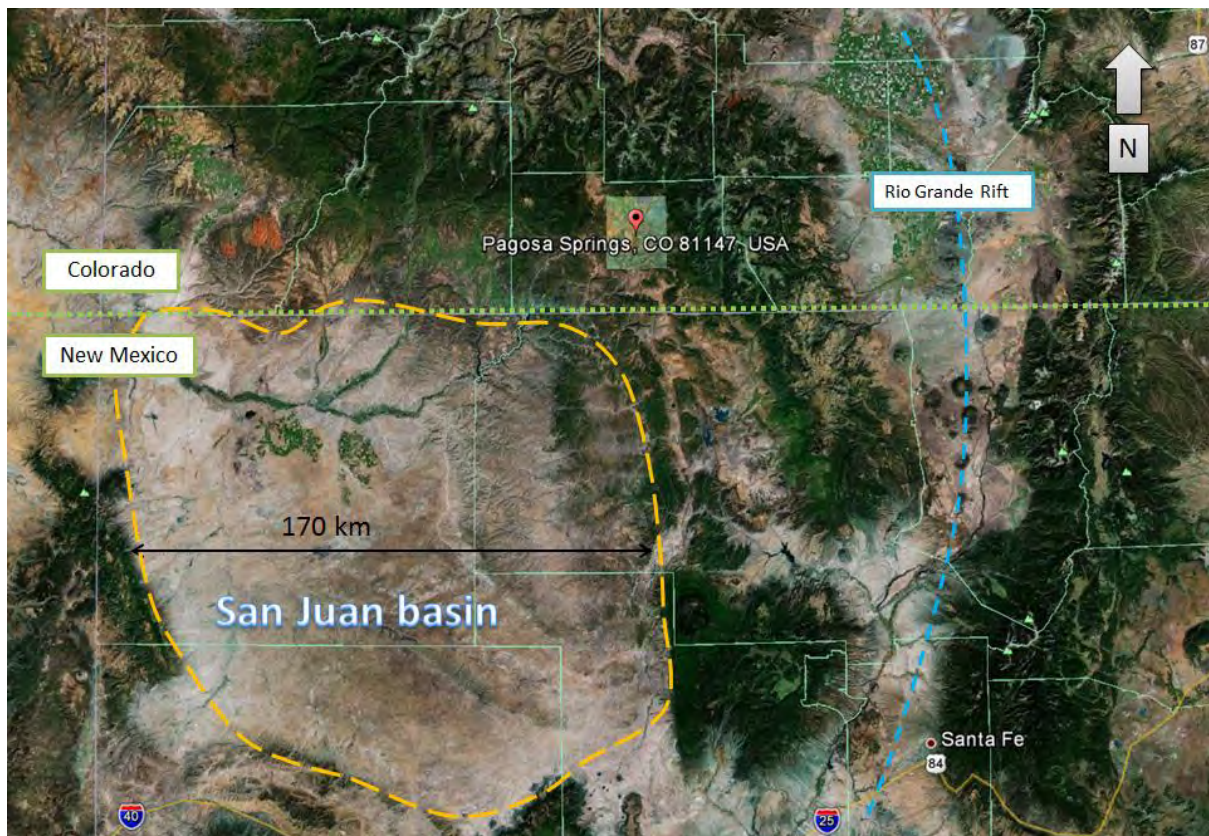 87
N
Rio Grande Rift
Pagosa Springs, CO 81147, USA
Colorado
New Mexico
170 km
San Juan basin
Santa Fe
84
40
25